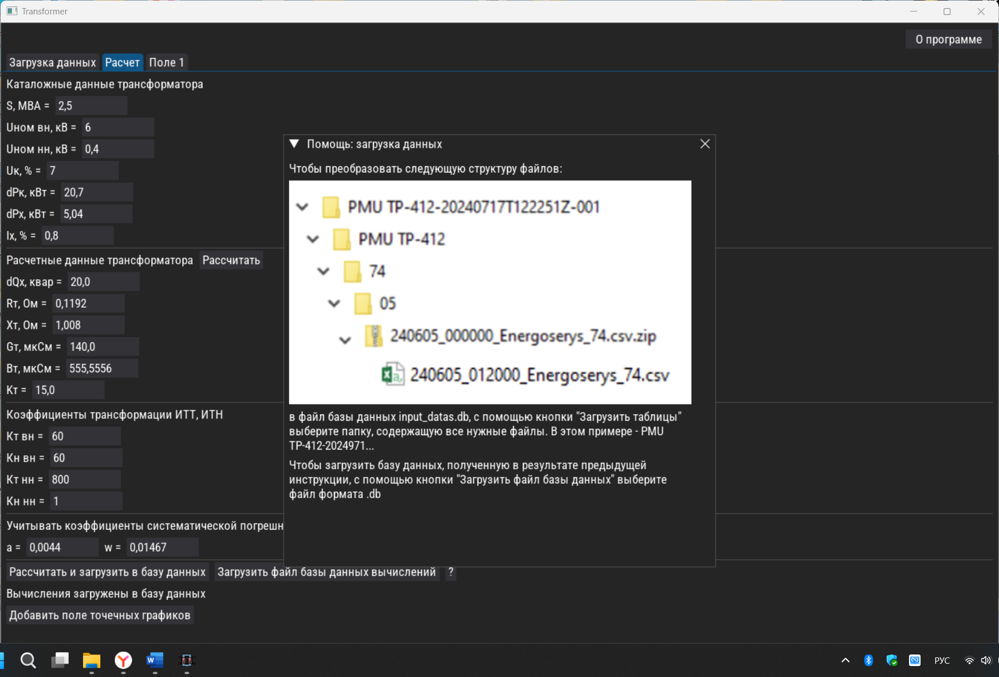 Transformer
О программе
Загрузка данных Расчет Поле 1
Каталожные данные трансформатора
S, МВА = 2,5
Uном вн, кВ = 6
Uном нн, кВ = 0,4
Uк, % = 7
dPк, кВт = 20,7
dPх, кВт = 5,04
Iх, % = 0,8
Расчетные данные трансформатора Рассчитать
dQх, квар = 20,0
Rт, Ом = 0,1192
Xт, Ом = 1,008
Gт, мкСм = 140,0
Bт, мкСм = 555,5556
Kт = 15,0
Коэффициенты трансформации ИТТ, ИТН
Кт вн = 60
Кн вн = 60
Кт нн = 800
Кн нн = 1
Учитывать коэффициенты систематической погрешн
a = 0,0044 w = 0,01467
Рассчитать и загрузить в базу данных Загрузить файл базы данных вычислений ?
Вычисления загружены в базу данных
Добавить поле точечных графиков
Помощь: загрузка данных
Чтобы преобразовать следующую структуру файлов:
PMU TP-412-20240717T122251Z-001
PMU TP-412
74
05
240605_000000_Energoserys_74.csv.zip
240605_012000_Energoserys_74.csv
в файл базы данных input_datas.db, с помощью кнопки "Загрузить таблицы"
выберите папку, содержащую все нужные файлы. В этом примере - PMU
TP-412-2024971...
Чтобы загрузить базу данных, полученную в результате предыдущей
инструкции, с помощью кнопки "Загрузить файл базы данных" выберите
файл формата .db
РУС